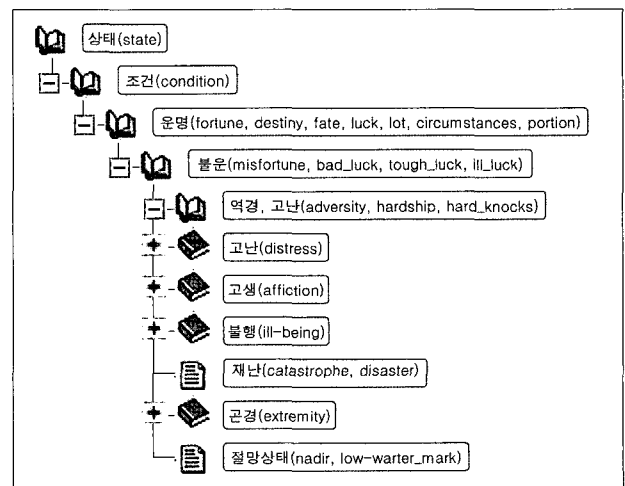 상태(state)
조건(condition)
운명(fortune, destiny, fate, luck, lot, circumstances, portion)
불운(misfortune, bad_luck, tough_luck, ill_luck)
역경, 고난(adversity, hardship, hard_knocks)
고난(distress)
고생(affiction)
불행(ill-being)
재난(catastrophe, disaster)
곤경(extremity)
절망상태(nadir, low-warter_mark)